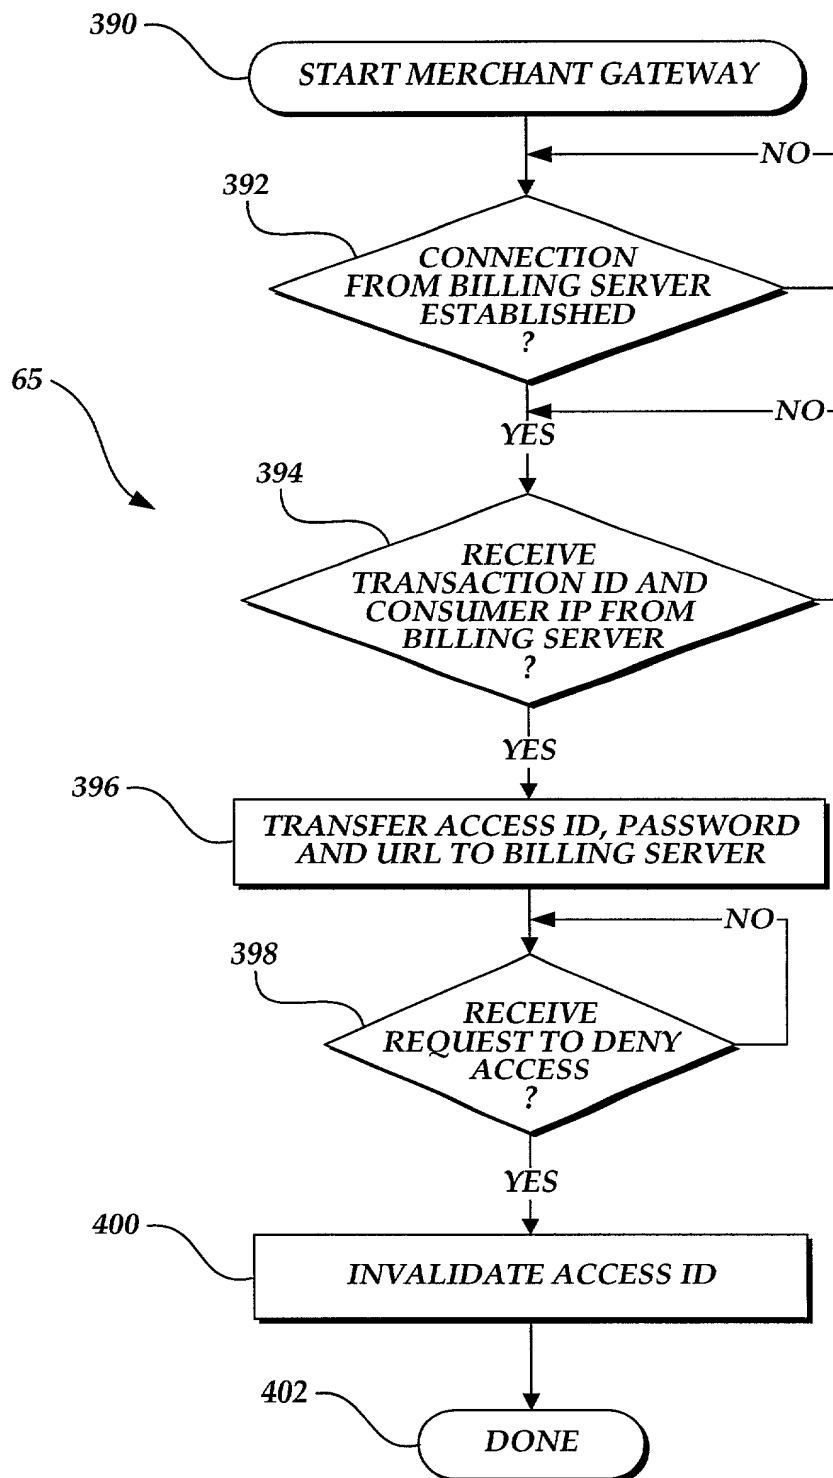 390
START MERCHANT GATEWAY
NO
392
CONNECTION
FROM BILLING SERVER
ESTABLISHED
?
65
NO
YES
394
RECEIVE
TRANSACTION ID AND
CONSUMER IP FROM
BILLING SERVER
?
YES
396
TRANSFER ACCESS ID, PASSWORD
AND URL TO BILLING SERVER
NO
398
RECEIVE
REQUEST TO DENY
ACCESS
?
YES
400
INVALIDATE ACCESS ID
402
DONE